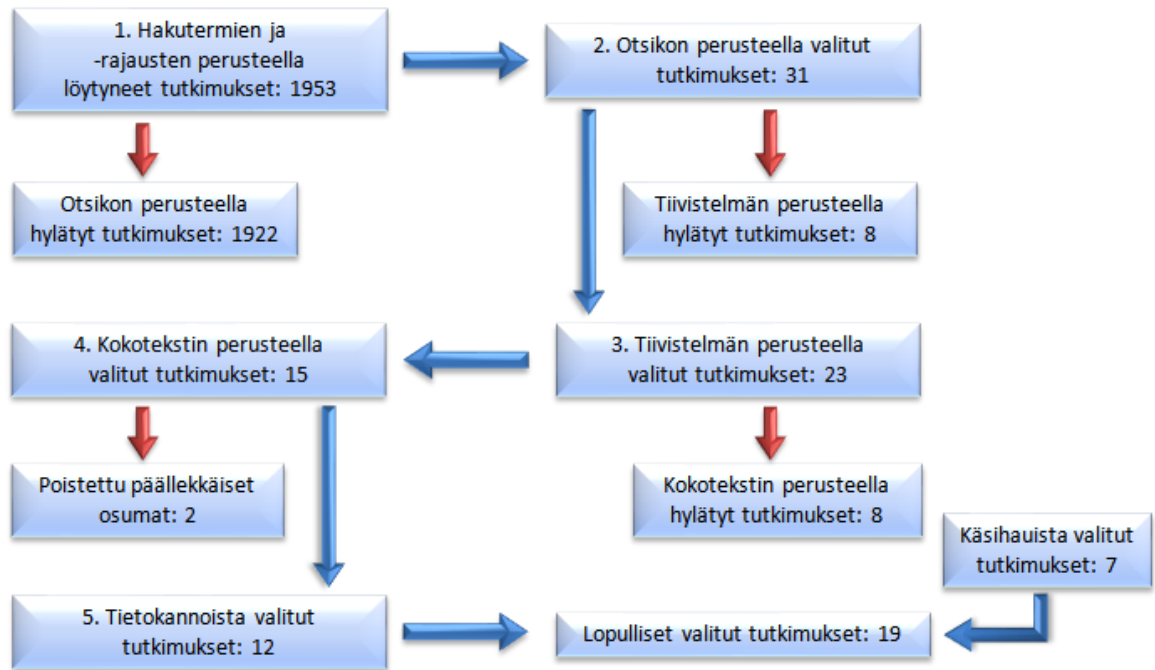 1. Hakutermien ja
-rajausten perusteella
löytyneet tutkimukset: 1953
2. Otsikon perusteella valitut
tutkimukset: 31
Otsikon perusteella
hylätyt tutkimukset: 1922
Tiivistelmän perusteella
hylätyt tutkimukset: 8
4. Kokotekstin perusteella
valitut tutkimukset: 15
3. Tiivistelmän perusteella
valitut tutkimukset: 23
Poistettu päällekkäiset
osumat: 2
Kokotekstin perusteella
hylätyt tutkimukset: 8
Käsihauista valitut
tutkimukset: 7
5. Tietokannoista valitut
tutkimukset: 12
Lopulliset valitut tutkimukset: 19